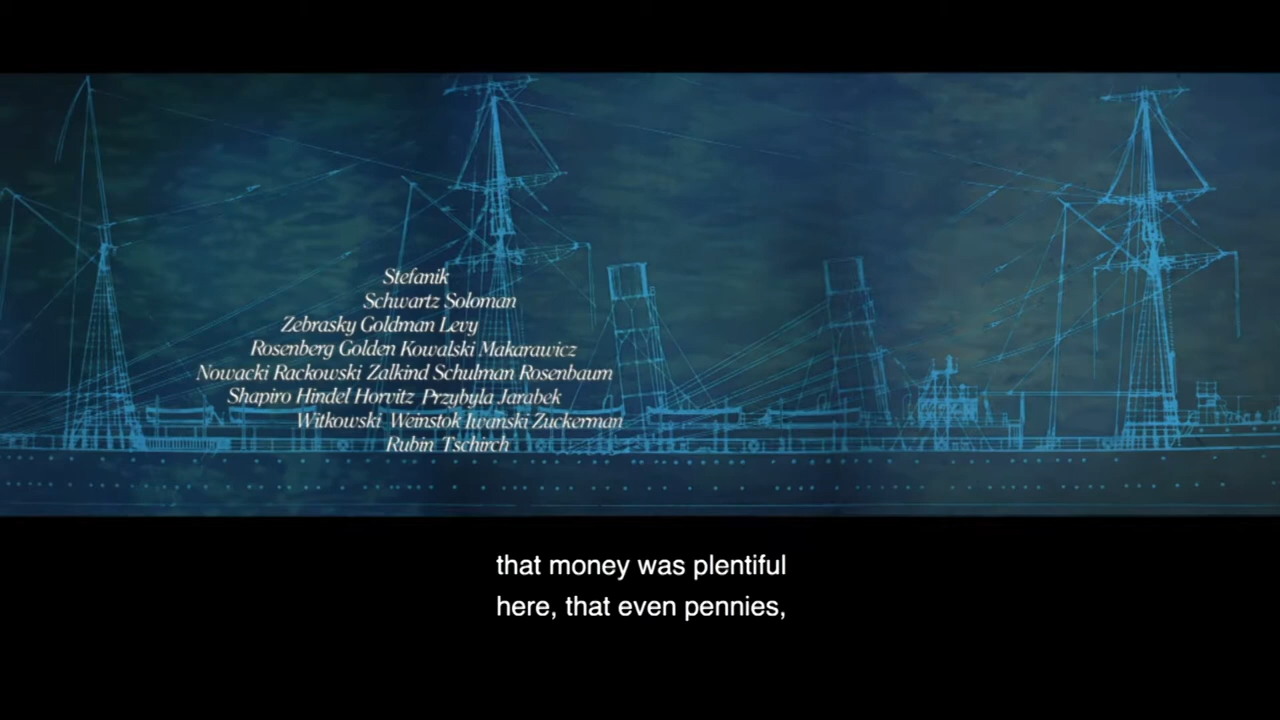 Stefanik
Schwartz Soloman
Zebrasky Goldman Levy
Rosenberg Golden Kowalski Makarawicz
Nowacki Rackowski Zalkind Schulman Rosenbaum
Shapiro Hindel Horvitz Przybyla Jarabek
Witkowski Weinstok Iwanski Zuckerman
Rubin Tschirch
that money was plentiful
here, that even pennies,